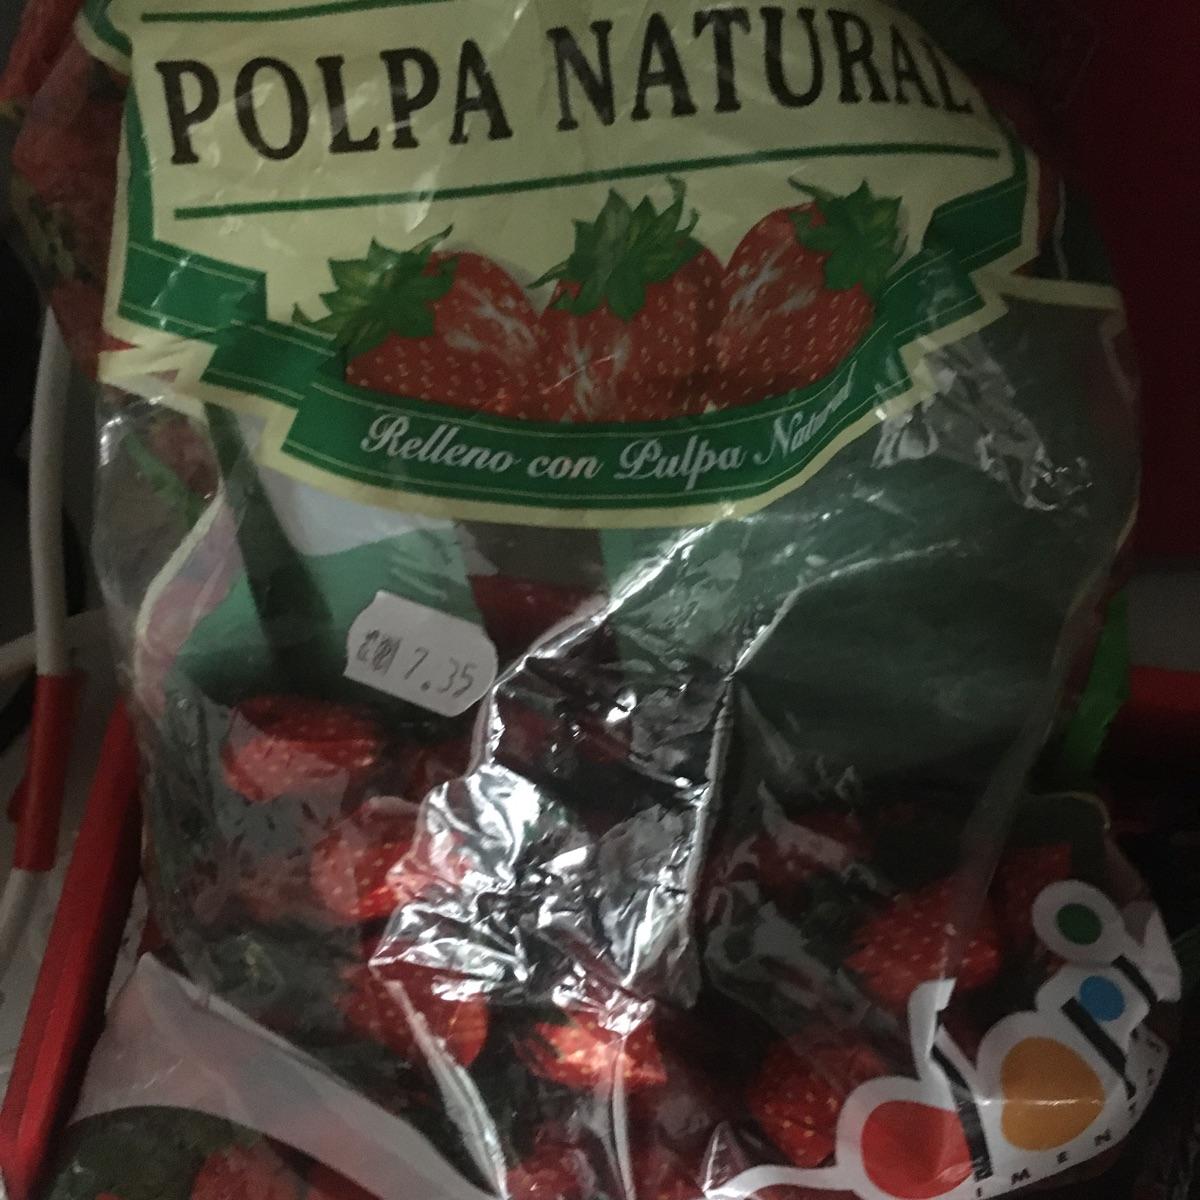 POLPA NATURAL
Relleno con Pulpa Natural
7.35